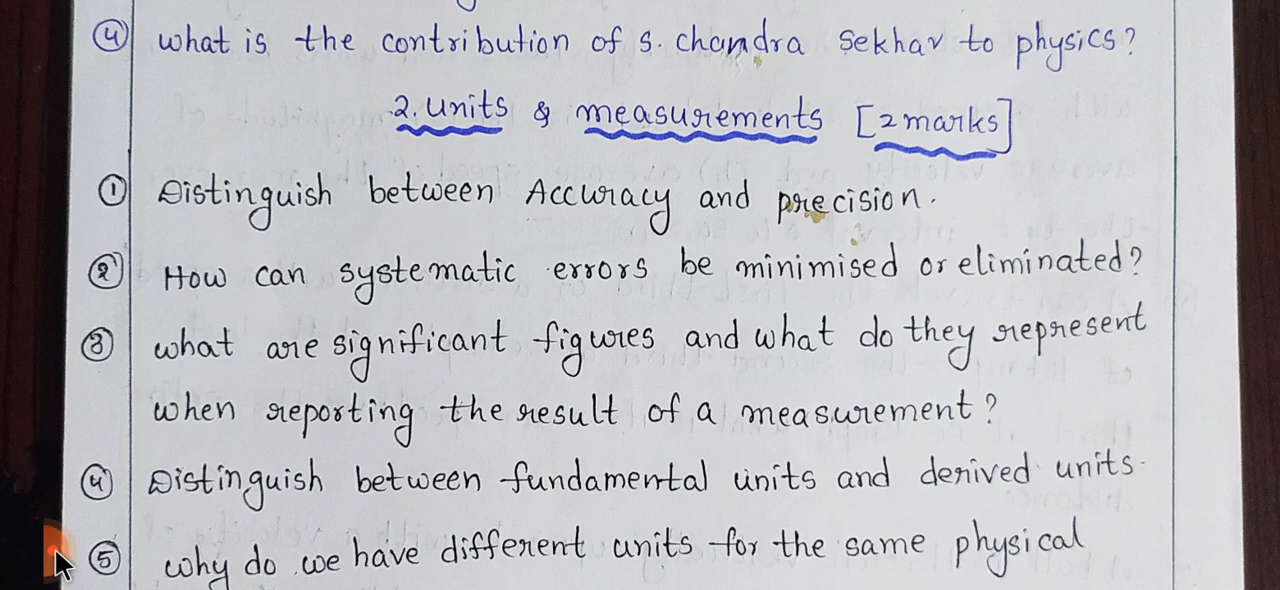 ④ what is the contribution of s. chandra sekhar to physics?
2. units & measurements [2 marks]
① Distinguish between Accuracy and precision.
② How can systematic errors be minimised or eliminated?
③ what are significant figures and what do they represent
when reporting the result of a measurement?
④ Distinguish between fundamental units and derived units.
⑤ why do we have different units for the same physical